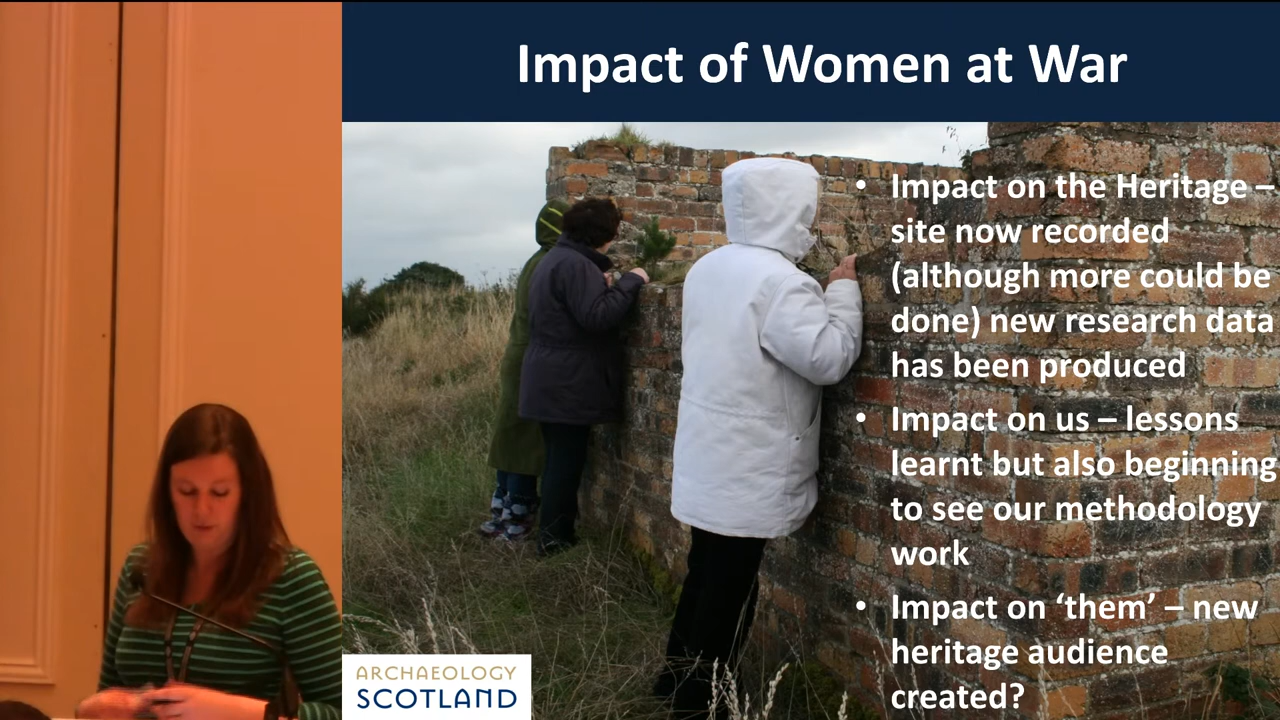 Impact of Women at War
• Impact on the Heritage –
site now recorded
(although more could be
done) new research data
has been produced
• Impact on us – lessons
learnt but also beginning
to see our methodology
work
• Impact on ‘them’ – new
heritage audience
created?
ARCHAEOLOGY
SCOTLAND